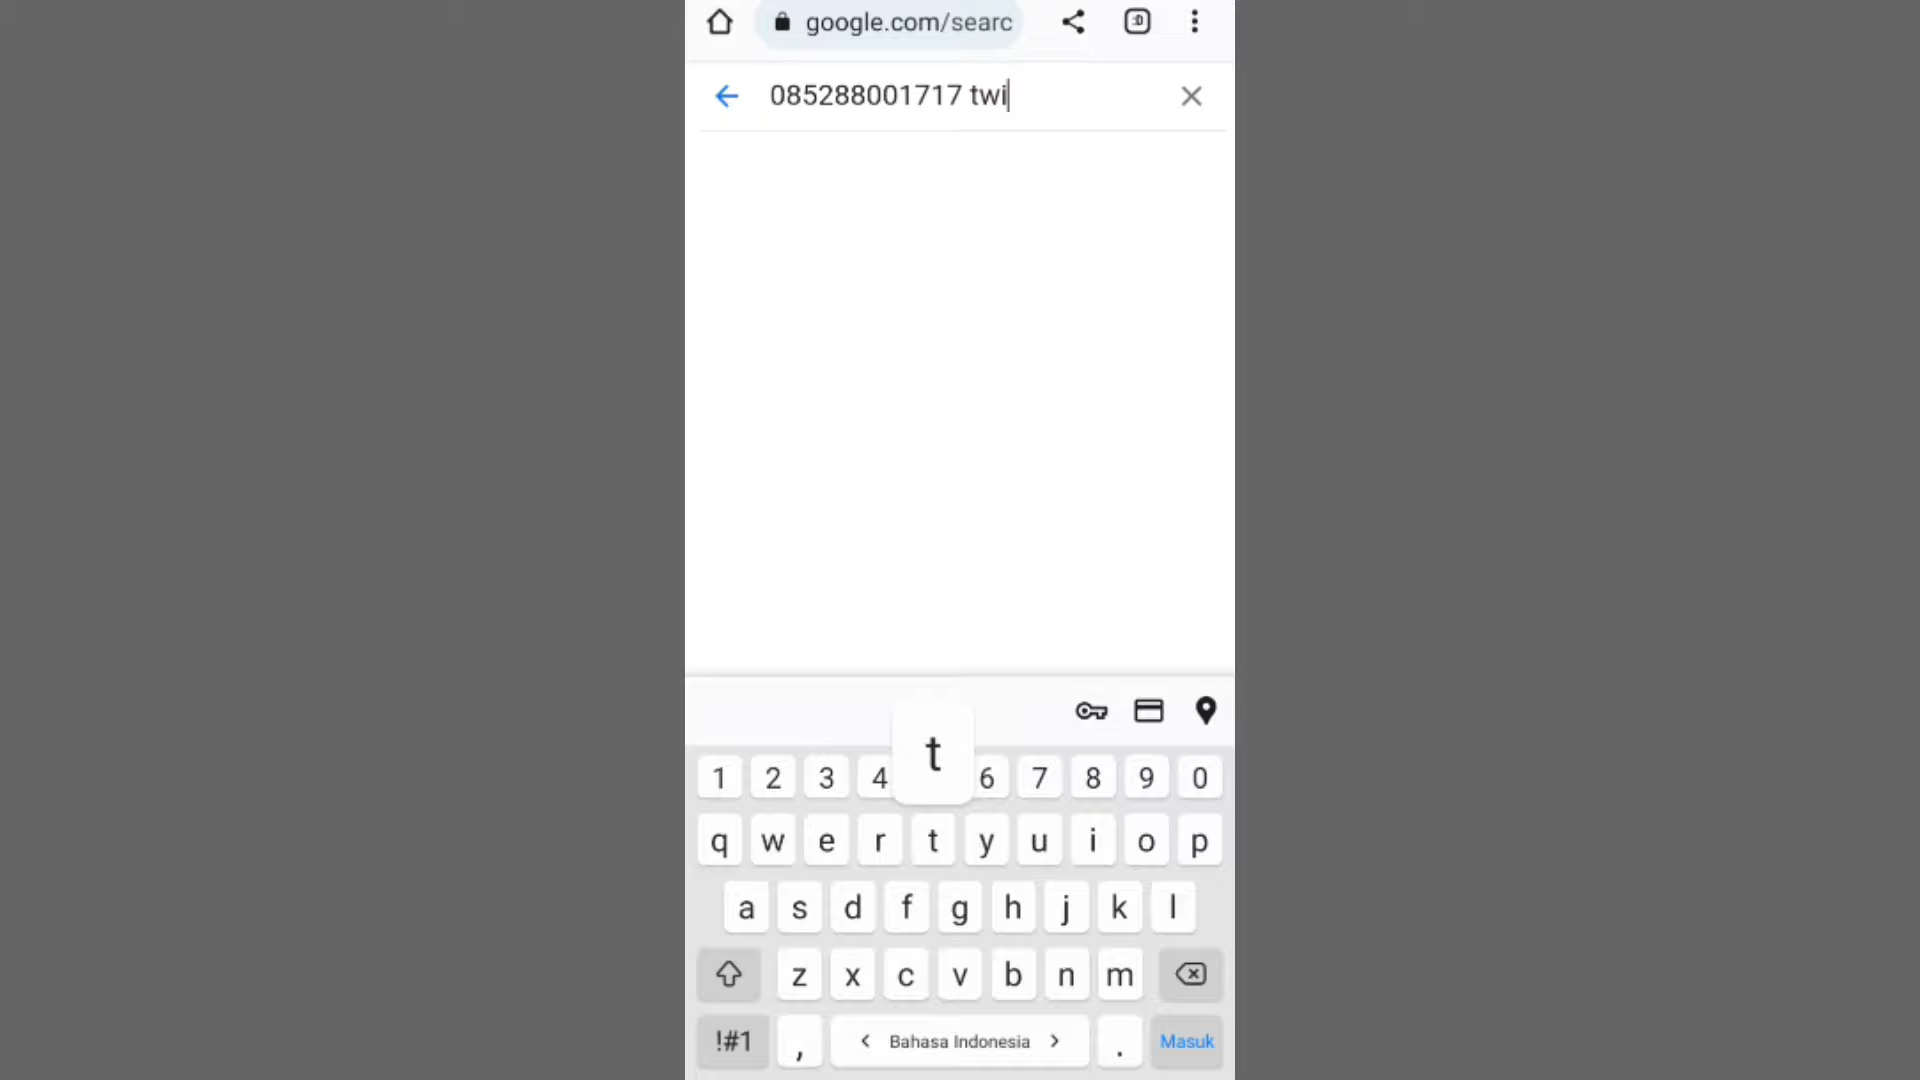 google.com/searc
:D
085288001717 twi
t
1 2 3 4 6 7 8 9 0
q w e r t y u i o p
a s d f g h j k l
z x c v b n m
!#1 , < Bahasa Indonesia > . Masuk